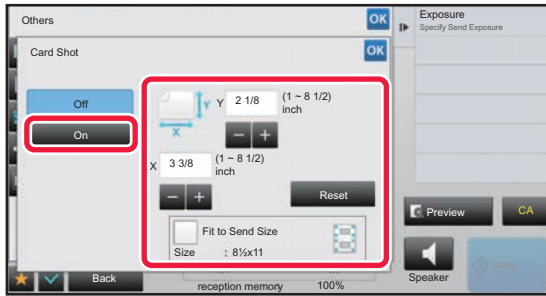 Others
OK
Exposure
Specify Send Exposure
Card Shot
OK
Off
On
Y
Y
2 1/8
(1 ~ 8 1/2)
inch
X
X
3 3/8
(1 ~ 8 1/2)
inch
Reset
Fit to Send Size
Size : 8½x11
Preview
CA
Back
reception memory 100%
Speaker